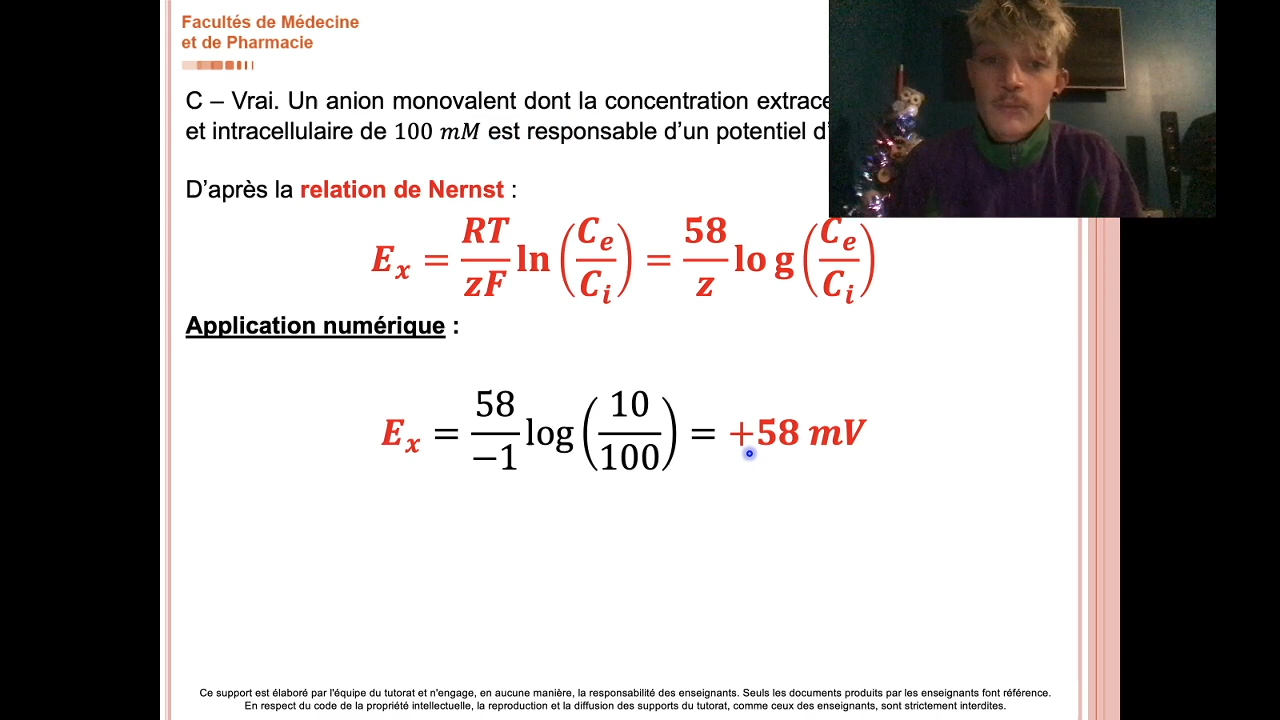 Facultés de Médecine
et de Pharmacie
C – Vrai. Un anion monovalent dont la concentration
et intracellulaire de 100 mM est responsable d'un potentiel
D'après la relation de Nernst :
E_x = RT/zF ln (C_e/C_i) = 58/z log (C_e/C_i)
Application numérique :
E_x = 58/−1 log (10/100) = +58 mV
Ce support est élaboré par l'équipe du tutorat et n'engage, en aucune manière, la responsabilité des enseignants. Seuls les documents produits par les enseignants font référence.
En respect du code de la propriété intellectuelle, la reproduction et la diffusion des supports du tutorat, comme ceux des enseignants, sont strictement interdites.